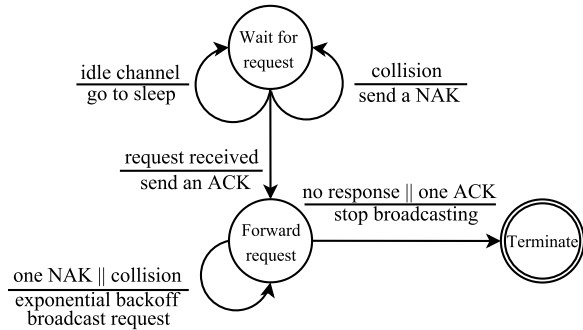 Wait for
request
idle channel
go to sleep
collision
send a NAK
request received
send an ACK
no response || one ACK
stop broadcasting
Forward
request
Terminate
one NAK || collision
exponential backoff
broadcast request